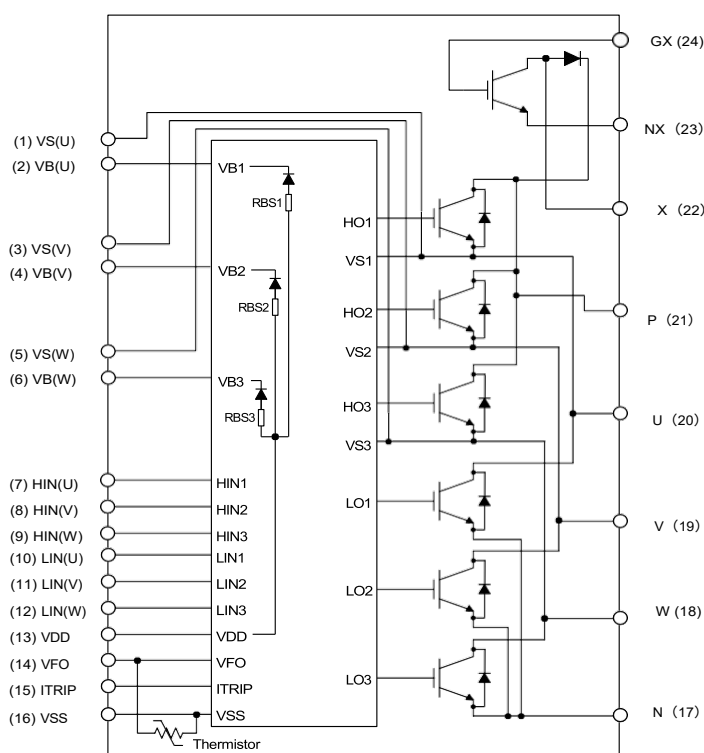 (1) VS(U)
(2) VB(U)
(3) VS(V)
(4) VB(V)
(5) VS(W)
(6) VB(W)
(7) HIN(U)
(8) HIN(V)
(9) HIN(W)
(10) LIN(U)
(11) LIN(V)
(12) LIN(W)
(13) VDD
(14) VFO
(15) ITRIP
(16) VSS
VB1
RBS1
VB2
RBS2
VB3
RBS3
HIN1
HIN2
HIN3
LIN1
LIN2
LIN3
VDD
VFO
ITRIP
VSS
Thermistor
HO1
VS1
HO2
VS2
HO3
VS3
LO1
LO2
LO3
GX (24)
NX (23)
X (22)
P (21)
U (20)
V (19)
W (18)
N (17)